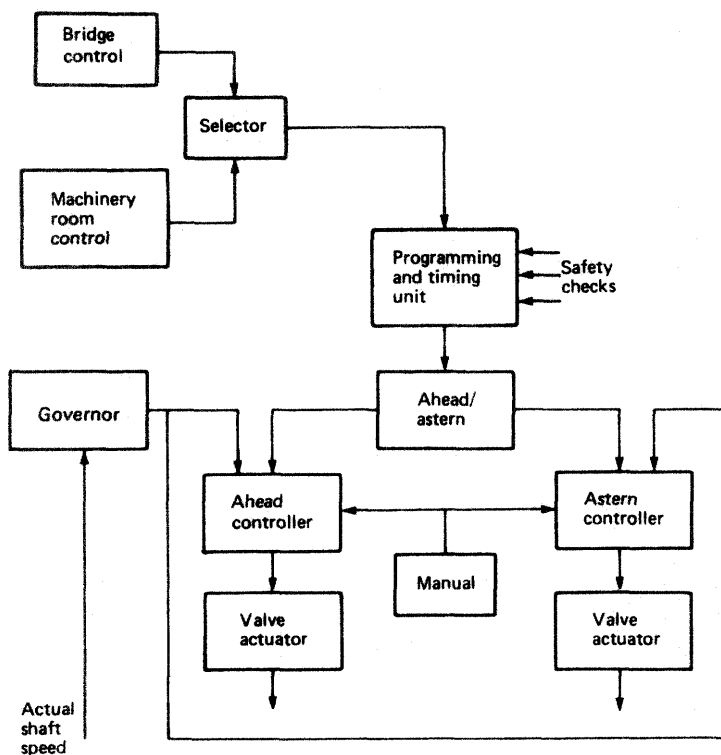 Bridge
control
Selector
Machinery
room
control
Programming
and timing
unit
Safety
checks
Governor
Ahead/
astern
Ahead
controller
Astern
controller
Manual
Valve
actuator
Valve
actuator
Actual
shaft
speed